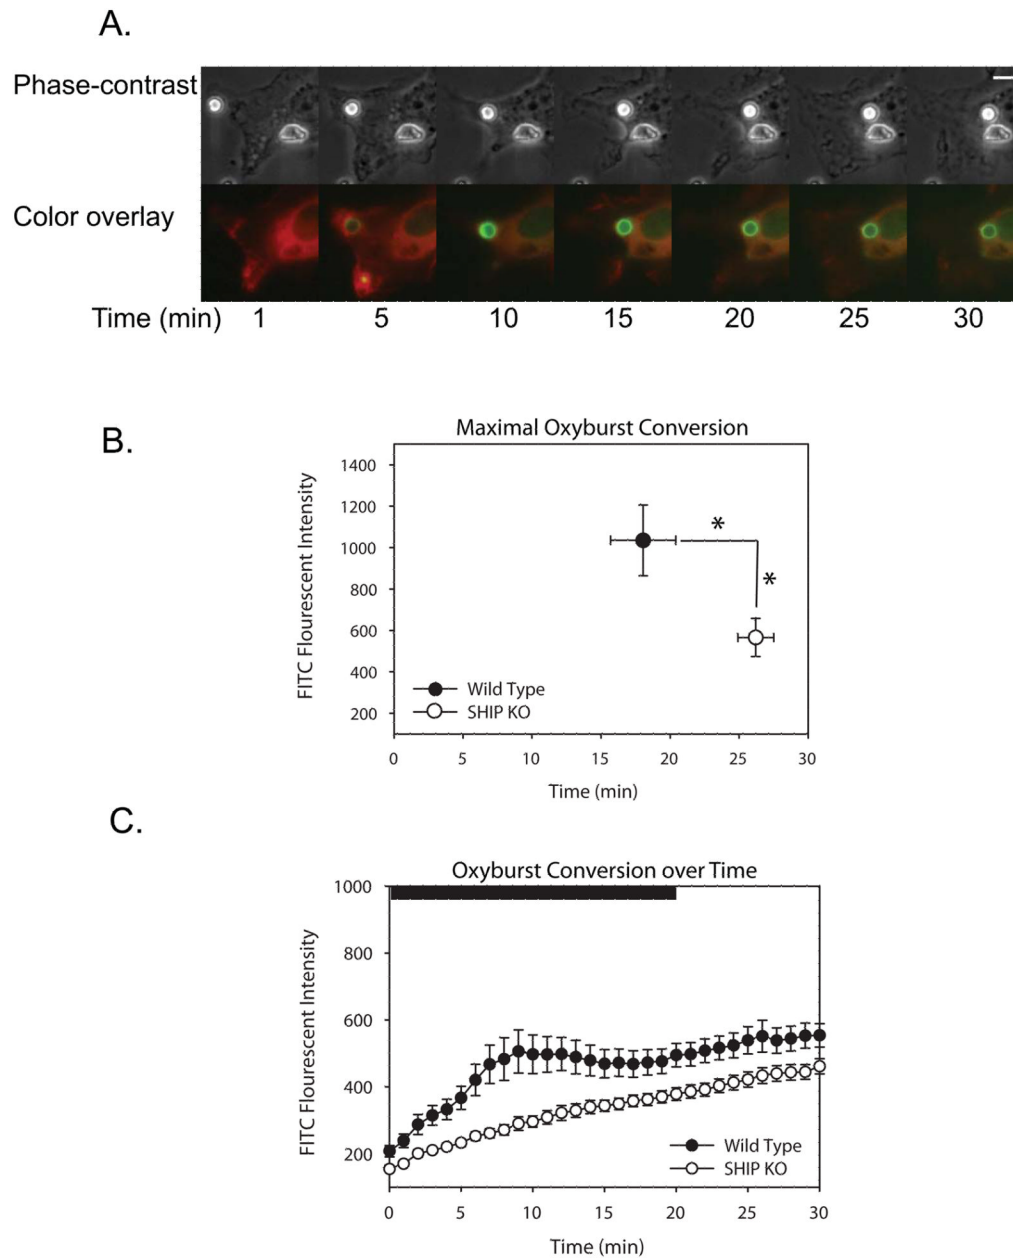 A.
Phase-contrast
Color overlay
Time (min) 1 5 10 15 20 25 30
B.
Maximal Oxyburst Conversion
FITC Flourescent Intensity
1400
1200
1000
800
600
400
200
*
*
Wild Type
SHIP KO
0 5 10 15 20 25 30
Time (min)
C.
Oxyburst Conversion over Time
FITC Flourescent Intensity
1000
800
600
400
200
Wild Type
SHIP KO
0 5 10 15 20 25 30
Time (min)